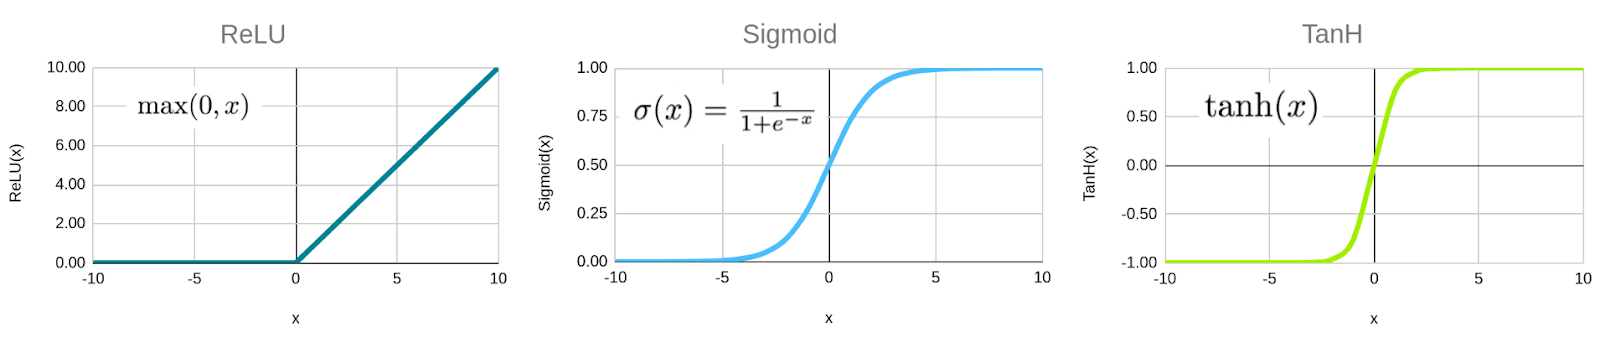 ReLU
10.00
8.00
6.00
4.00
2.00
0.00
max(0, x)
ReLU(x)
-10 -5 0 5 10
x
Sigmoid
1.00
0.75
0.50
0.25
0.00
σ(x) = 1/(1+e^{-x})
Sigmoid(x)
-10 -5 0 5 10
x
TanH
1.00
0.50
0.00
-0.50
-1.00
tanh(x)
TanH(x)
-10 -5 0 5 10
x